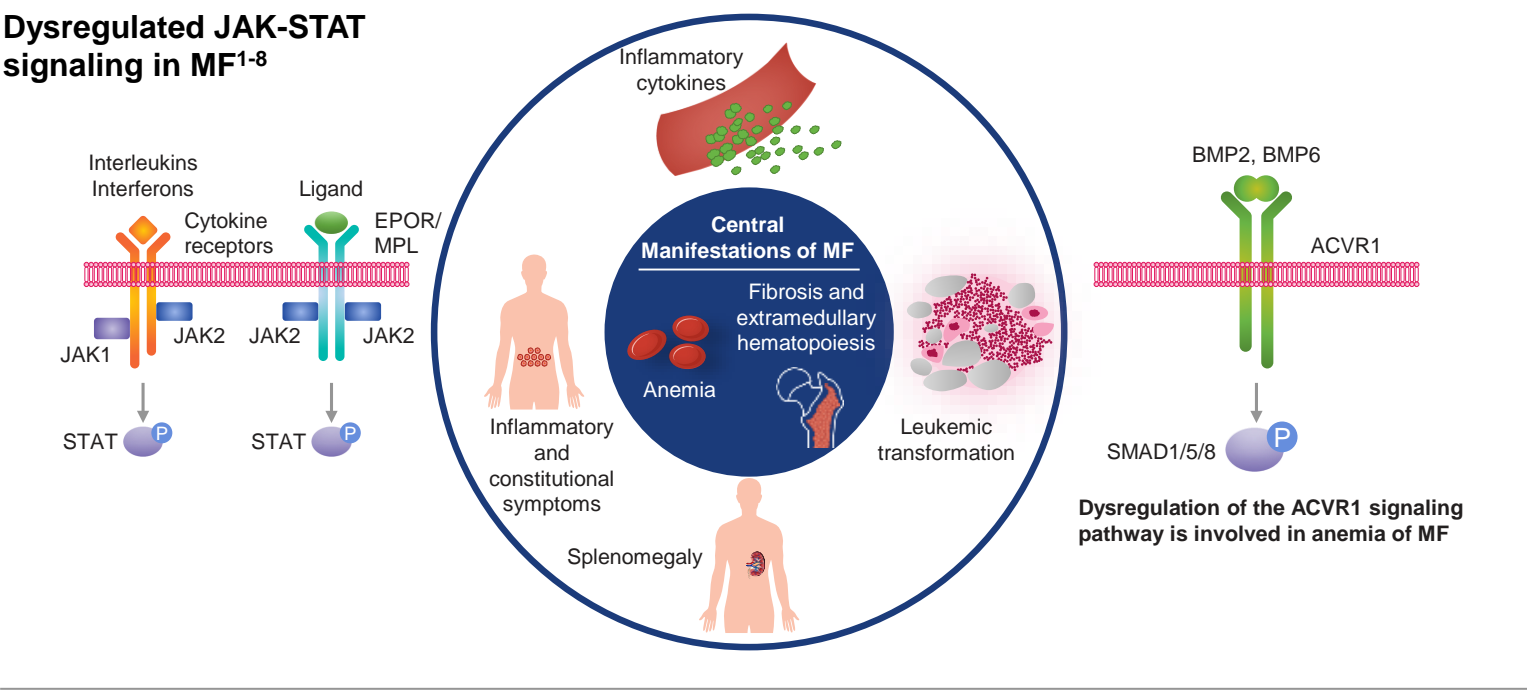 Dysregulated JAK-STAT
signaling in MF1-8
Interleukins
Interferons
Cytokine
receptors
JAK1
JAK2
STAT
P
Ligand
EPOR/
MPL
JAK2
JAK2
STAT
P
Inflammatory
cytokines
Central
Manifestations of MF
Fibrosis and
extramedullary
hematopoiesis
Anemia
Inflammatory
and
constitutional
symptoms
Leukemic
transformation
Splenomegaly
BMP2, BMP6
ACVR1
SMAD1/5/8
P
Dysregulation of the ACVR1 signaling
pathway is involved in anemia of MF